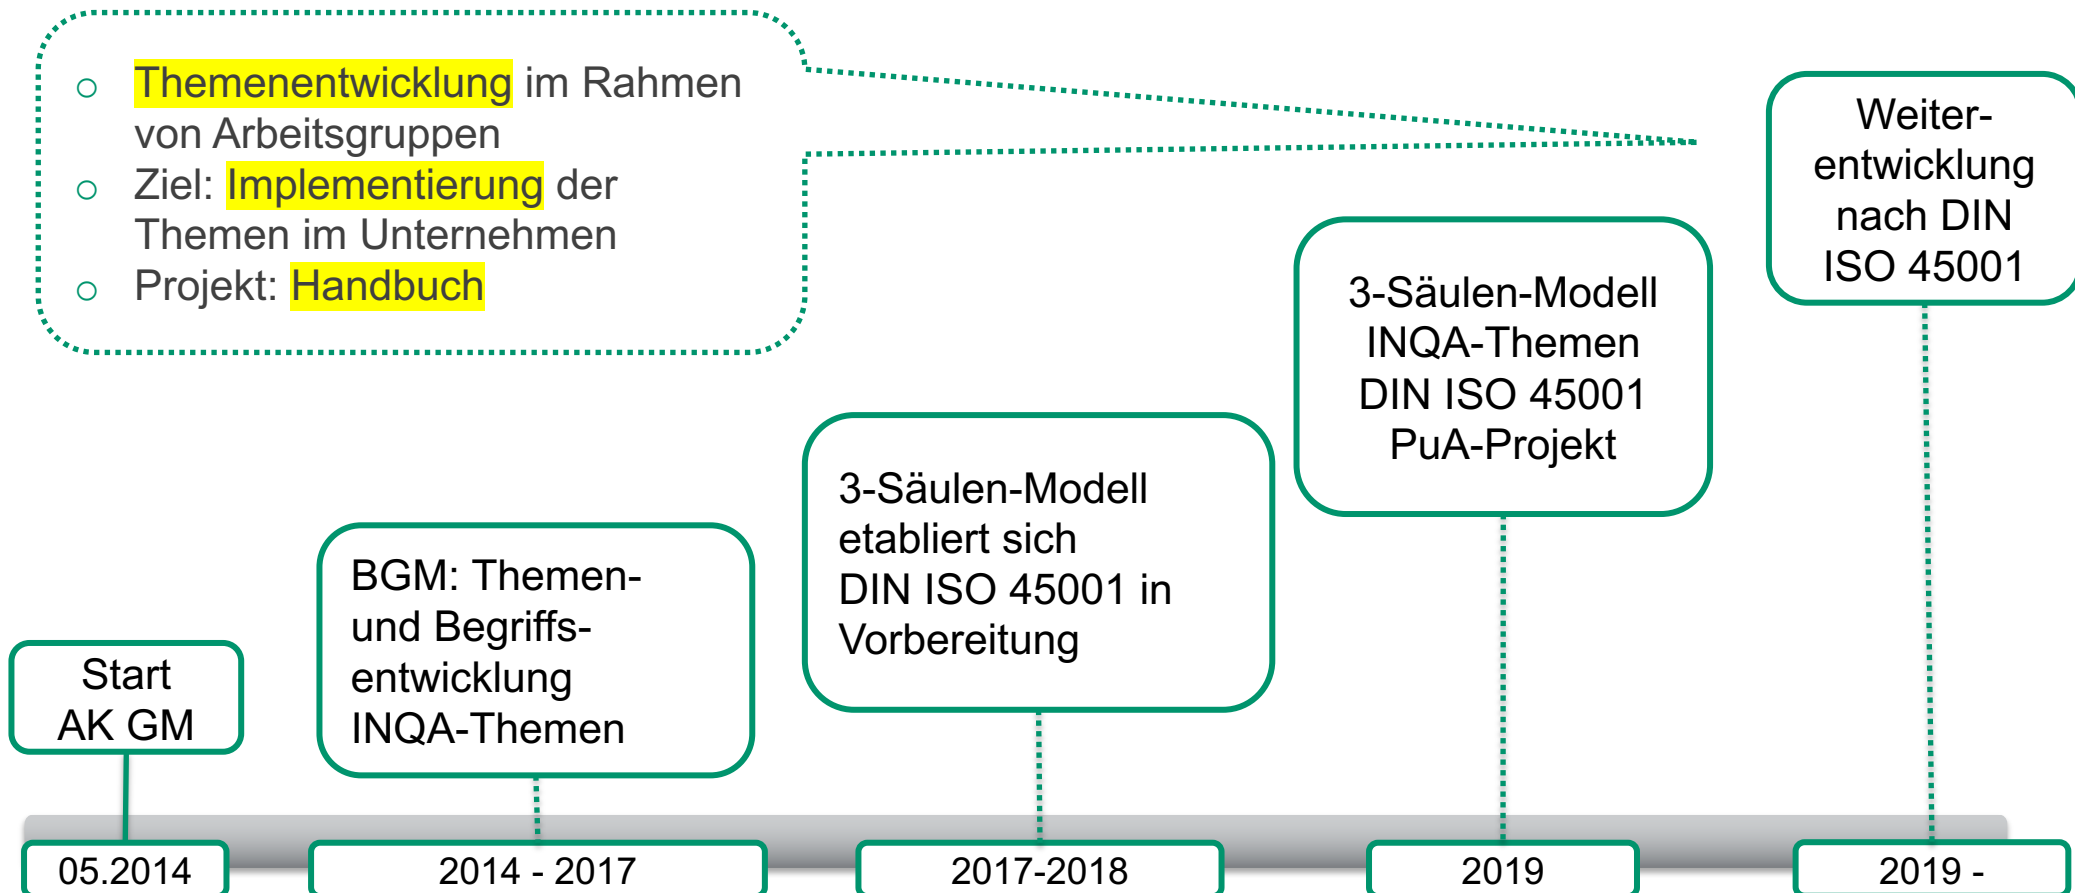 Themenentwicklung im Rahmen
von Arbeitsgruppen
Ziel: Implementierung der
Themen im Unternehmen
Projekt: Handbuch
Weiter-
entwicklung
nach DIN
ISO 45001
3-Säulen-Modell
INQA-Themen
DIN ISO 45001
PuA-Projekt
3-Säulen-Modell
etabliert sich
DIN ISO 45001 in
Vorbereitung
BGM: Themen-
und Begriffs-
entwicklung
INQA-Themen
Start
AK GM
05.2014
2014 - 2017
2017-2018
2019
2019 -